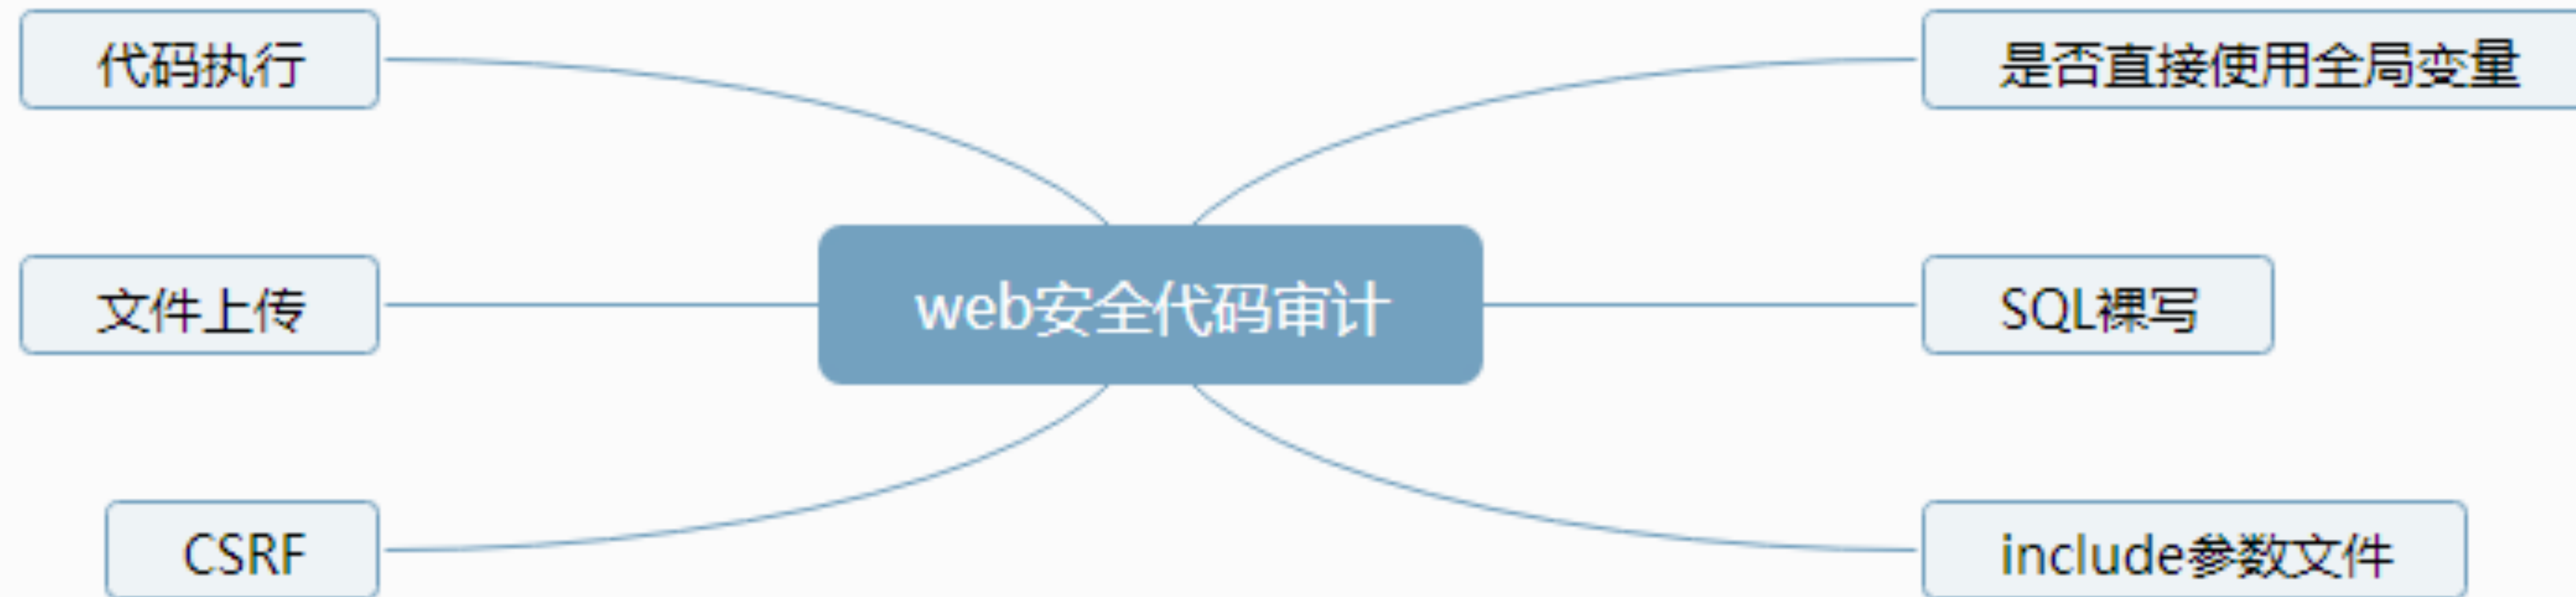 代码执行
是否直接使用全局变量
文件上传
web安全代码审计
SQL裸写
CSRF
include参数文件